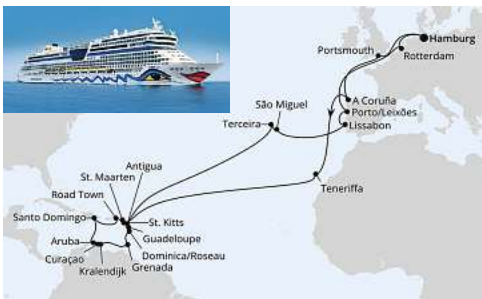 Hamburg
Portsmouth
Rotterdam
A Coruña
Porto/Leixões
Lissabon
São Miguel
Terceira
Teneriffa
Antigua
St. Maarten
Road Town
Santo Domingo
St. Kitts
Guadeloupe
Dominica/Roseau
Aruba
Curaçao
Kralendijk
Grenada